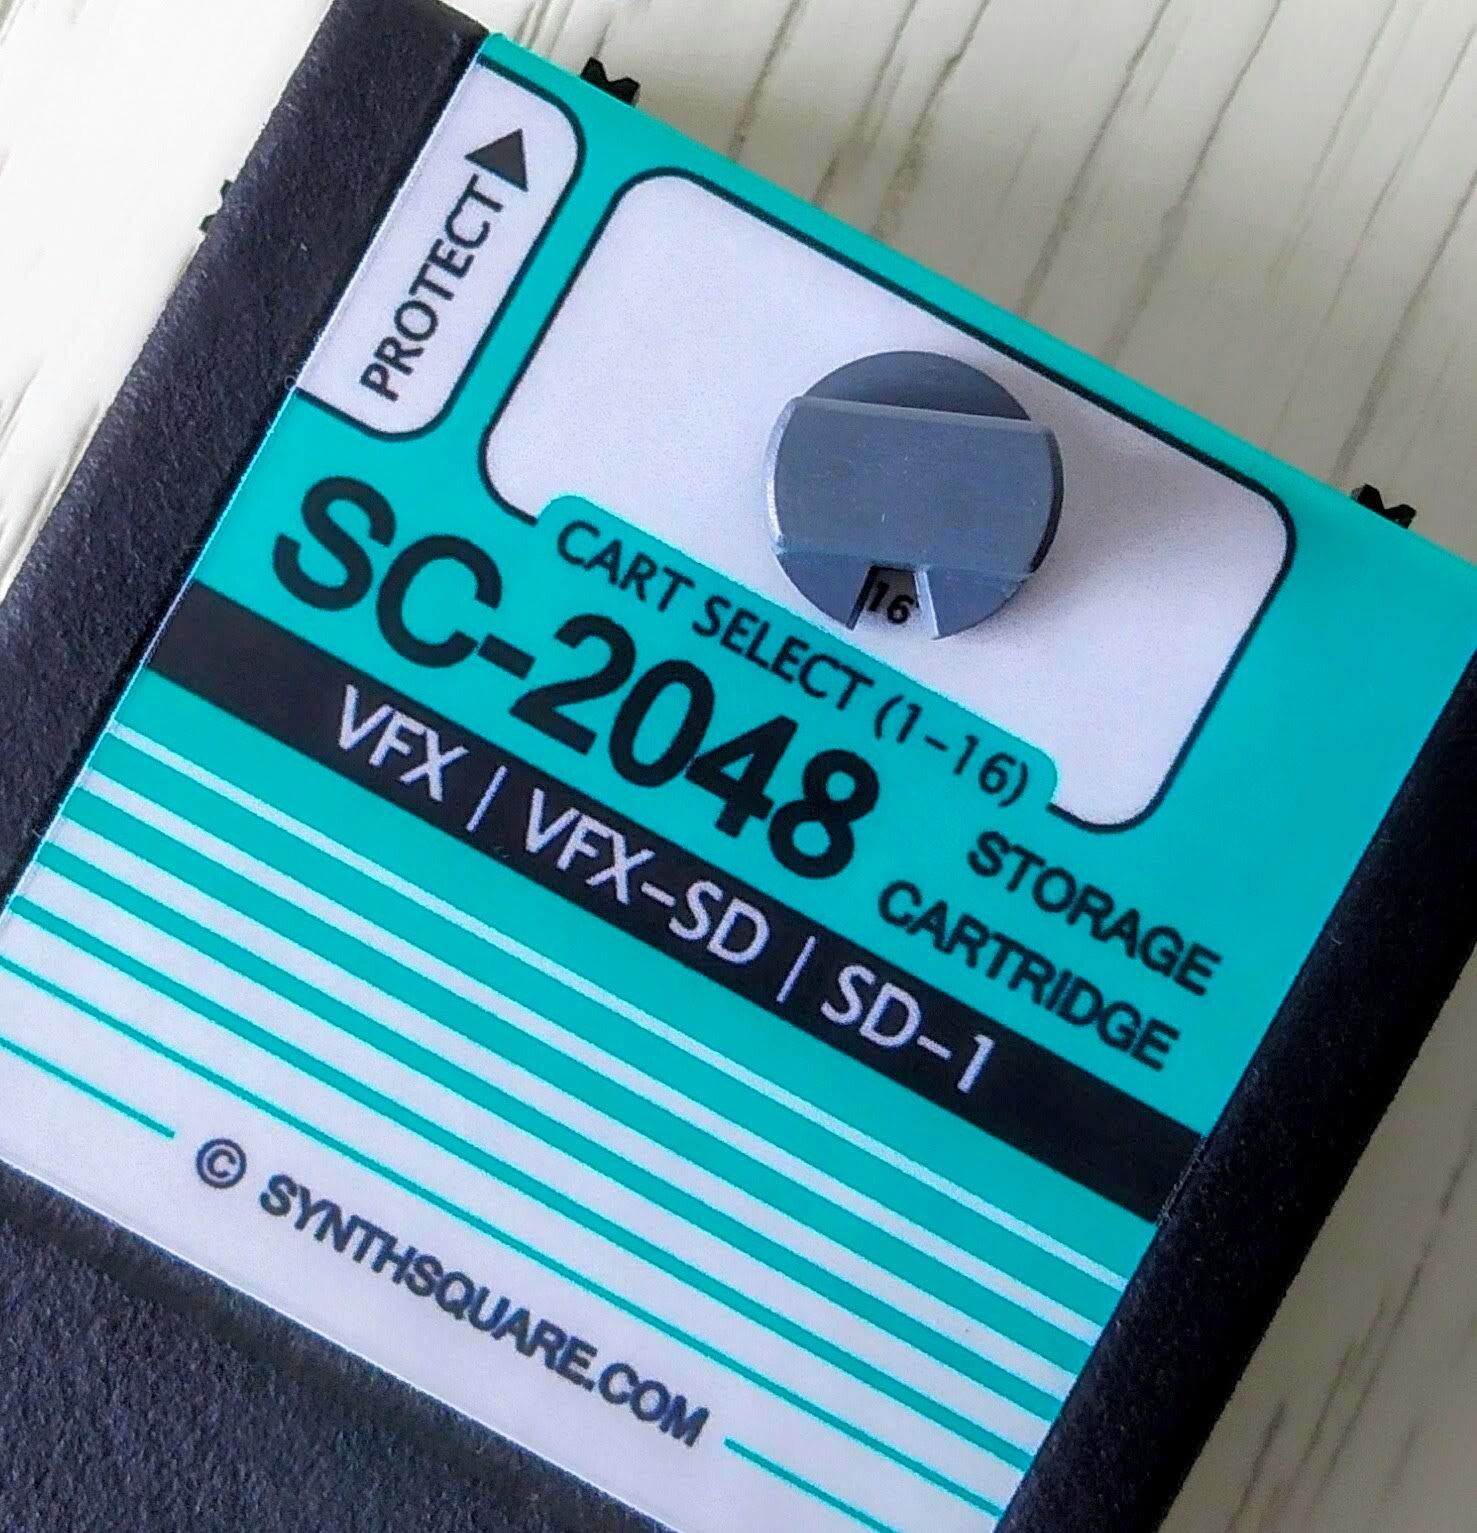 PROTECT
16
CART SELECT (1-16)
SC-2048
STORAGE
CARTRIDGE
VFX | VFX-SD | SD-1
© SYNTHSQUARE.COM